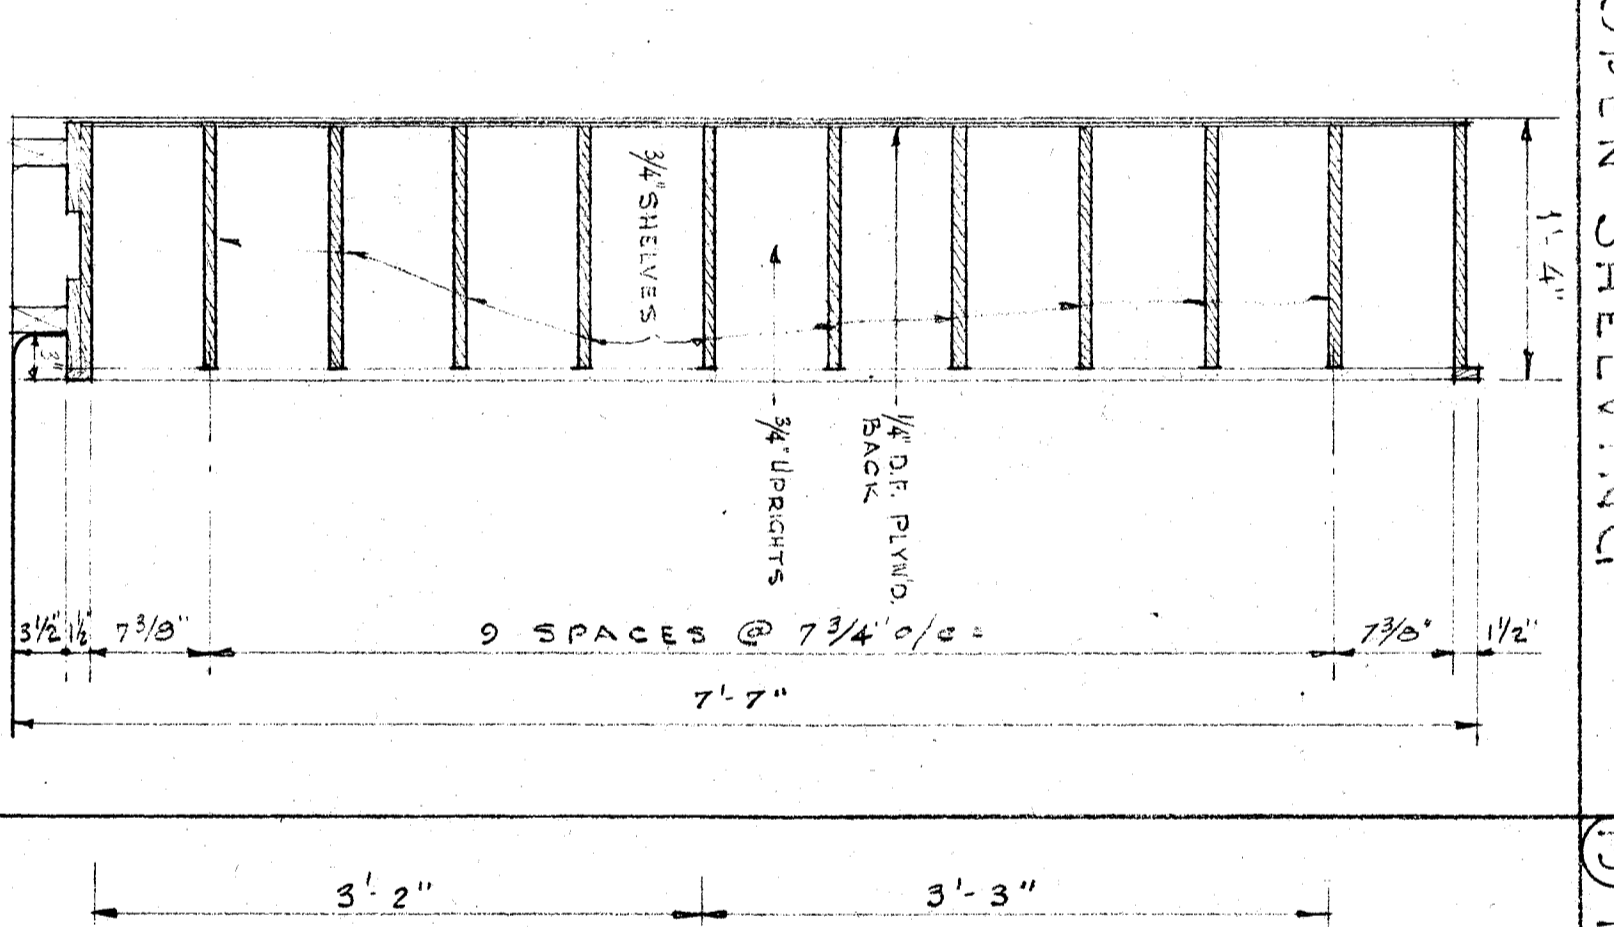 OPEN SHELVING
1'-4"
3/4" SHELVES
1/4" D.F. PLYW'D.
BACK
3/4" UPRIGHTS
3"
3 1/2" 1 1/2" 7 3/8" 9 SPACES @ 7 3/4" o/c = 7 3/8" 1 1/2"
7'-7"
3'-2" 3'-3"